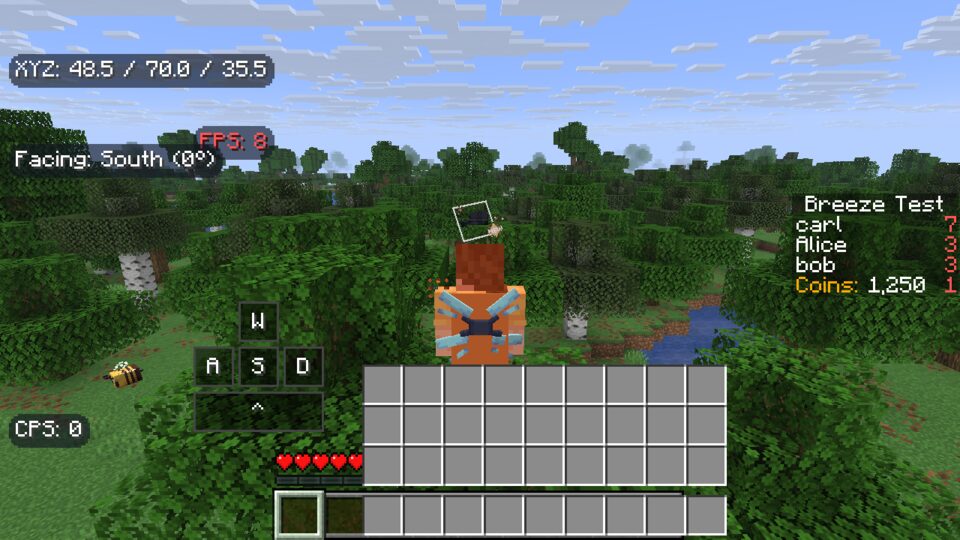 XYZ: 48.5 / 70.0 / 35.5
FPS: 8
Facing: South (0°)
Breeze Test
carl 7
Alice 3
bob 3
Coins: 1,250 1
W
A S D
^
CPS: 0